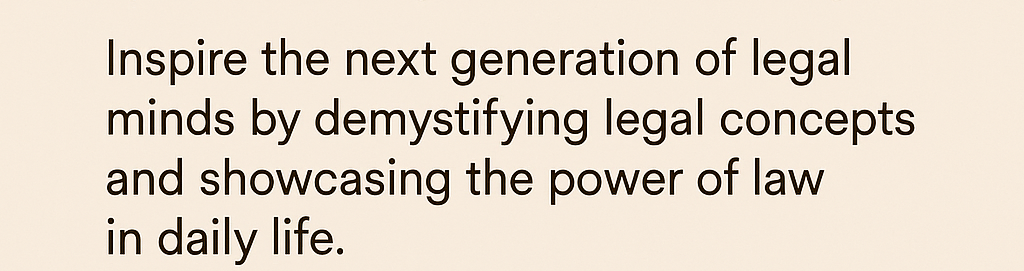 Inspire the next generation of legal
minds by demystifying legal concepts
and showcasing the power of law
in daily life.